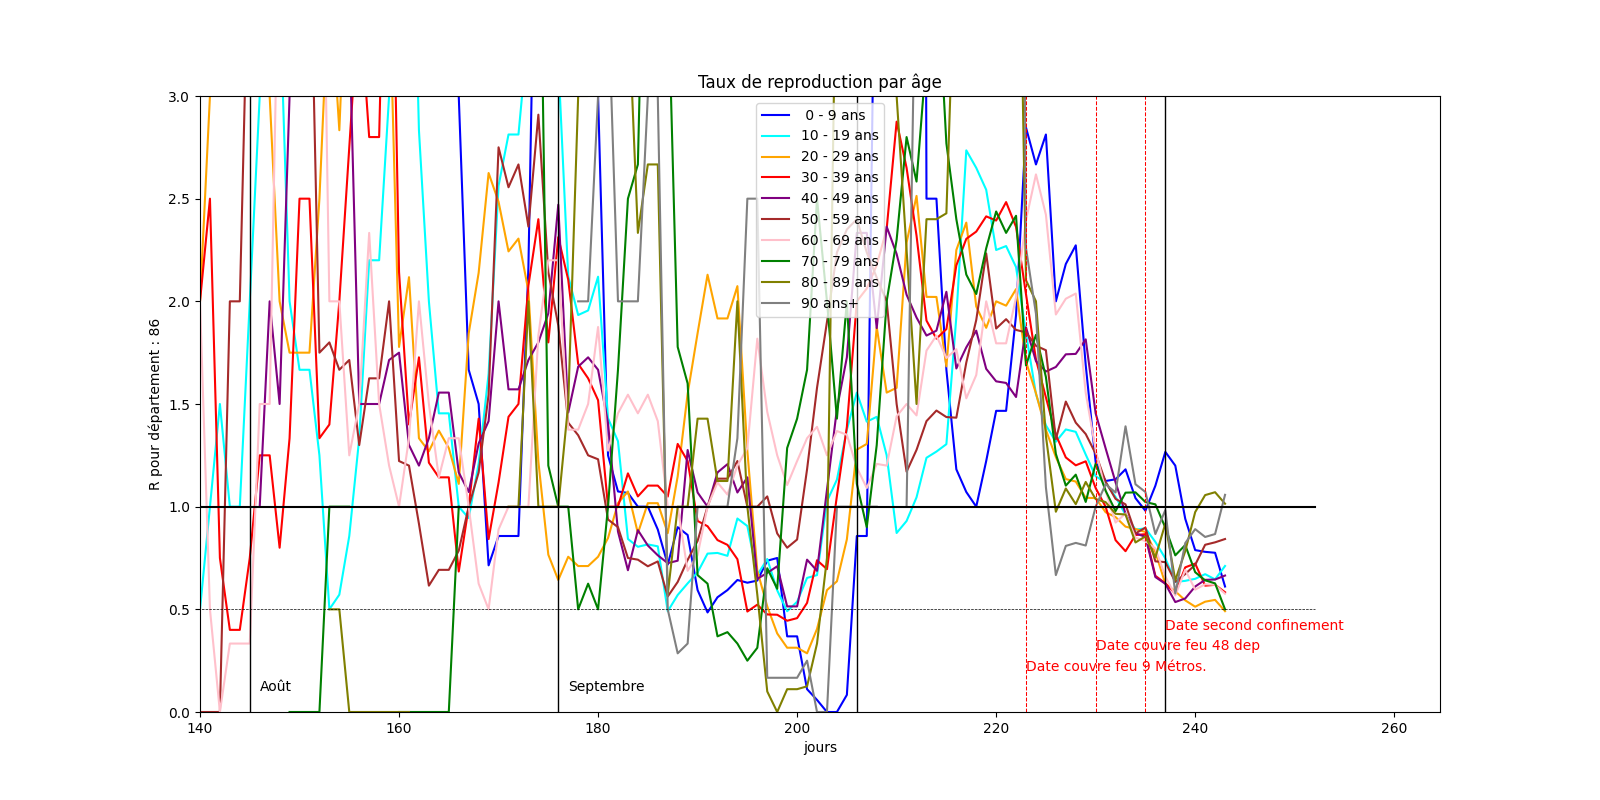 Taux de reproduction par âge
R pour département : 86
3.0
2.5
2.0
1.5
1.0
0.5
0.0
0 - 9 ans
10 - 19 ans
20 - 29 ans
30 - 39 ans
40 - 49 ans
50 - 59 ans
60 - 69 ans
70 - 79 ans
80 - 89 ans
90 ans+
Date second confinement
Date couvre feu 48 dep
Date couvre feu 9 Métros.
Août
Septembre
140
160
180
200
220
240
260
jours